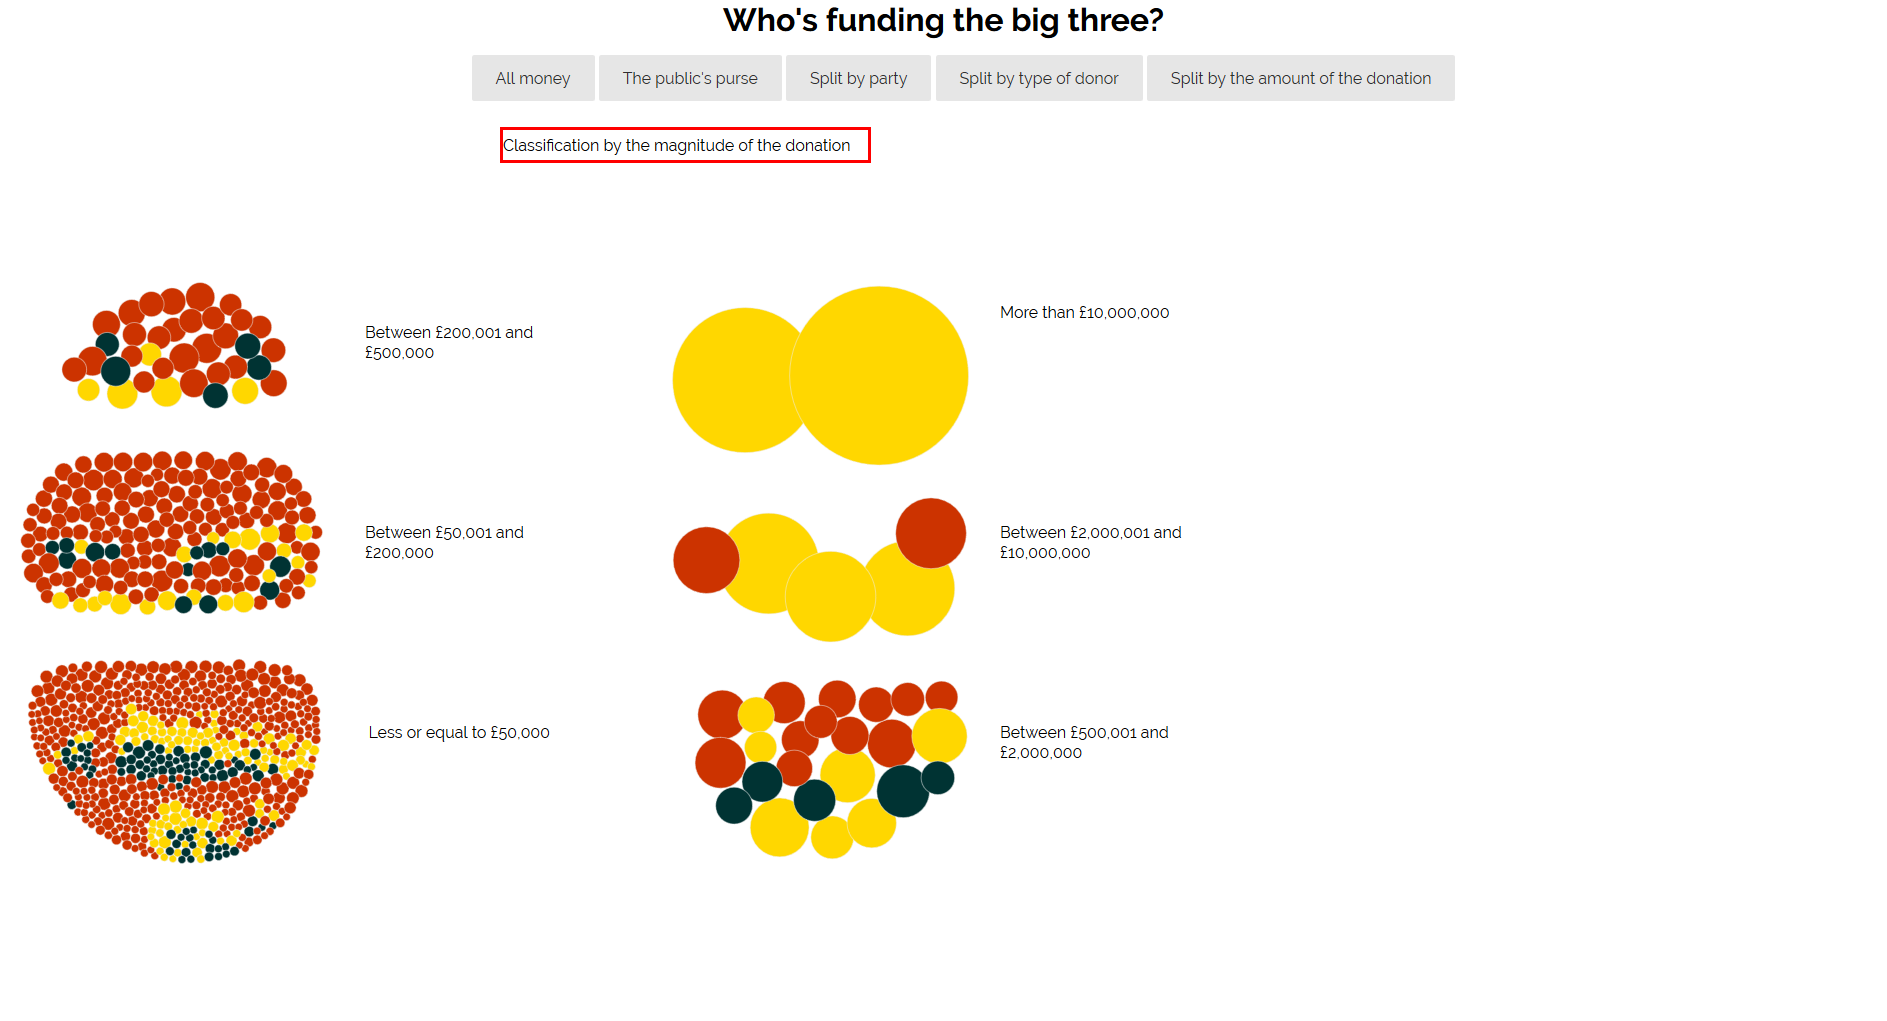 Who's funding the big three?
All money
The public's purse
Split by party
Split by type of donor
Split by the amount of the donation
Classification by the magnitude of the donation
Between £200,001 and
£500,000
More than £10,000,000
Between £50,001 and
£200,000
Between £2,000,001 and
£10,000,000
Less or equal to £50,000
Between £500,001 and
£2,000,000